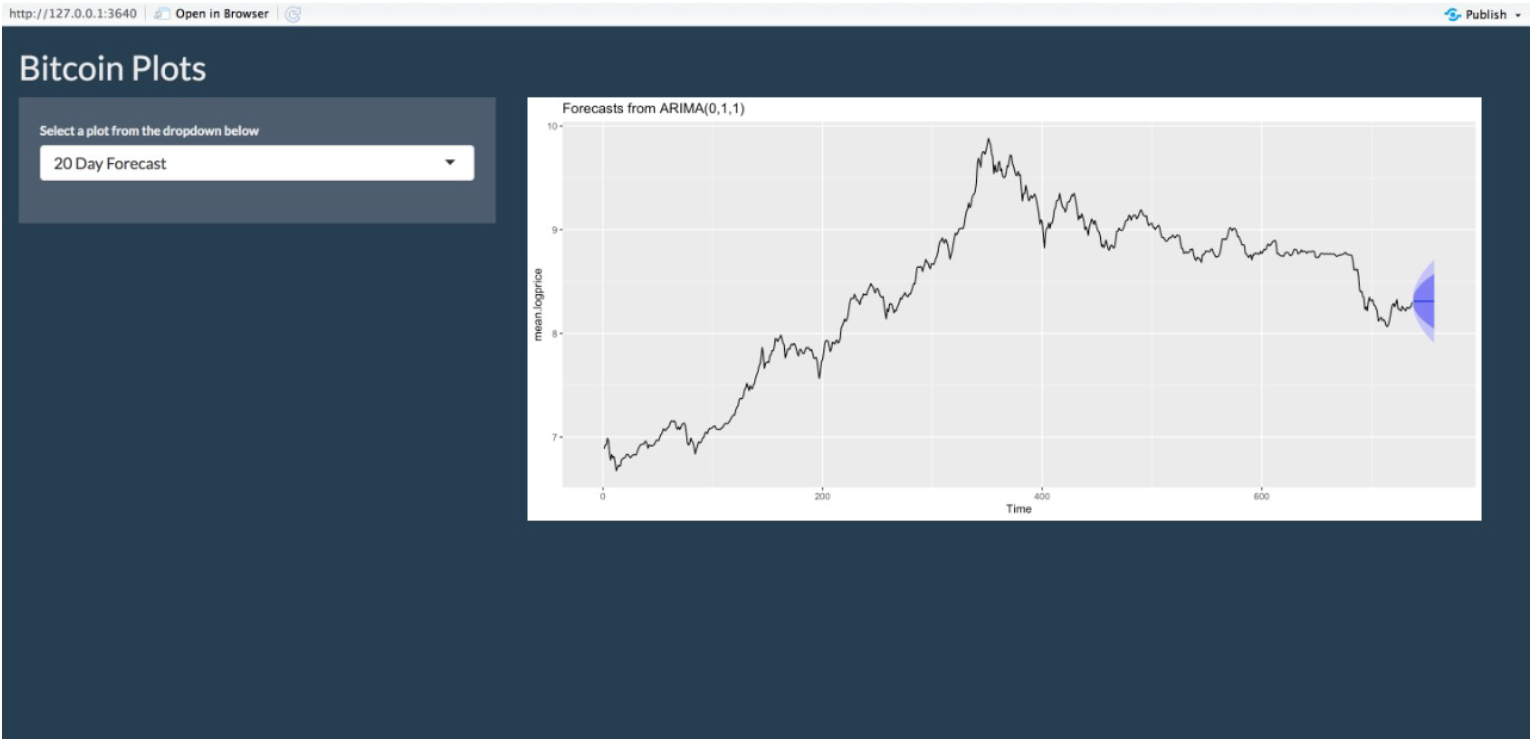 http://127.0.0.1:3640 Open in Browser Publish
Bitcoin Plots
Select a plot from the dropdown below
20 Day Forecast
Forecasts from ARIMA(0,1,1)
10
9
8
7
mean.logprice
0 200 400 600
Time